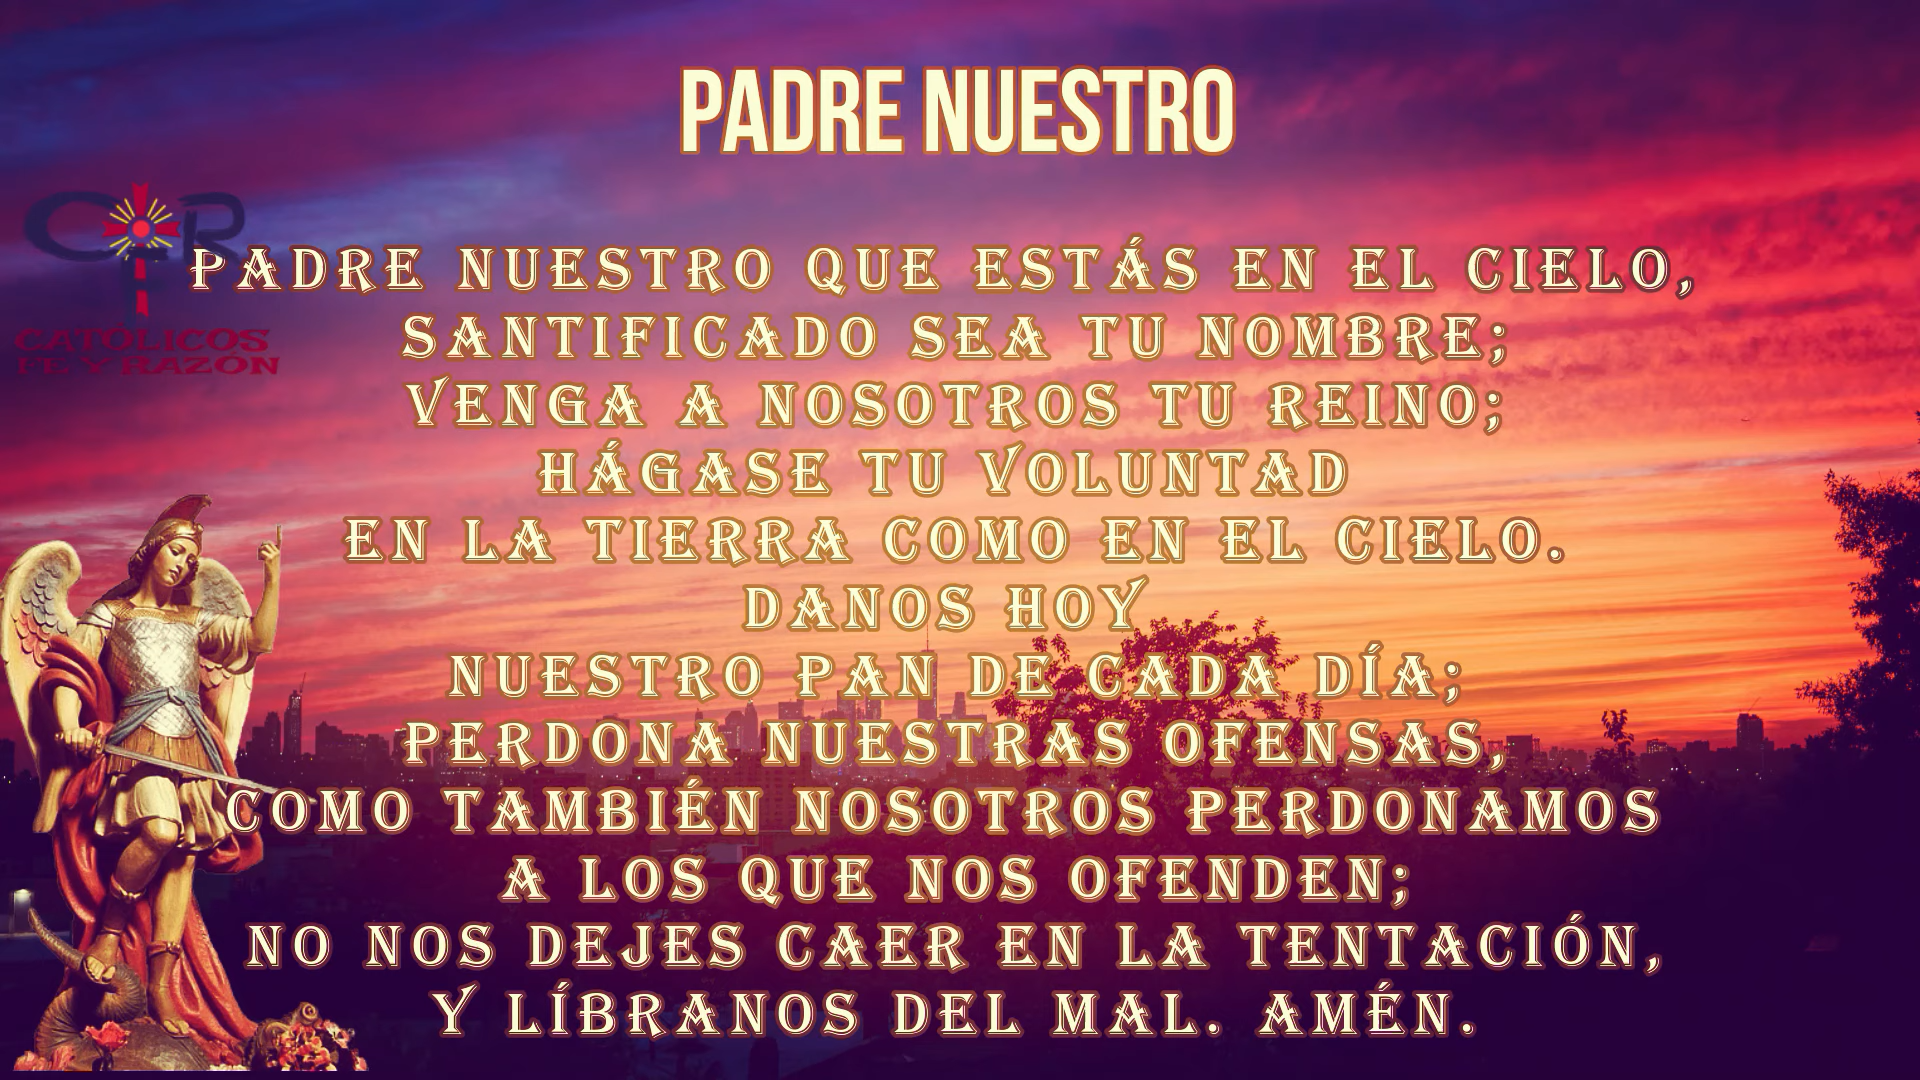 PADRE NUESTRO
CFR
CATÓLICOS
FE Y RAZÓN
PADRE NUESTRO QUE ESTÁS EN EL CIELO,
SANTIFICADO SEA TU NOMBRE;
VENGA A NOSOTROS TU REINO;
HÁGASE TU VOLUNTAD
EN LA TIERRA COMO EN EL CIELO.
DANOS HOY
NUESTRO PAN DE CADA DÍA;
PERDONA NUESTRAS OFENSAS,
COMO TAMBIÉN NOSOTROS PERDONAMOS
A LOS QUE NOS OFENDEN;
NO NOS DEJES CAER EN LA TENTACIÓN,
Y LÍBRANOS DEL MAL. AMÉN.